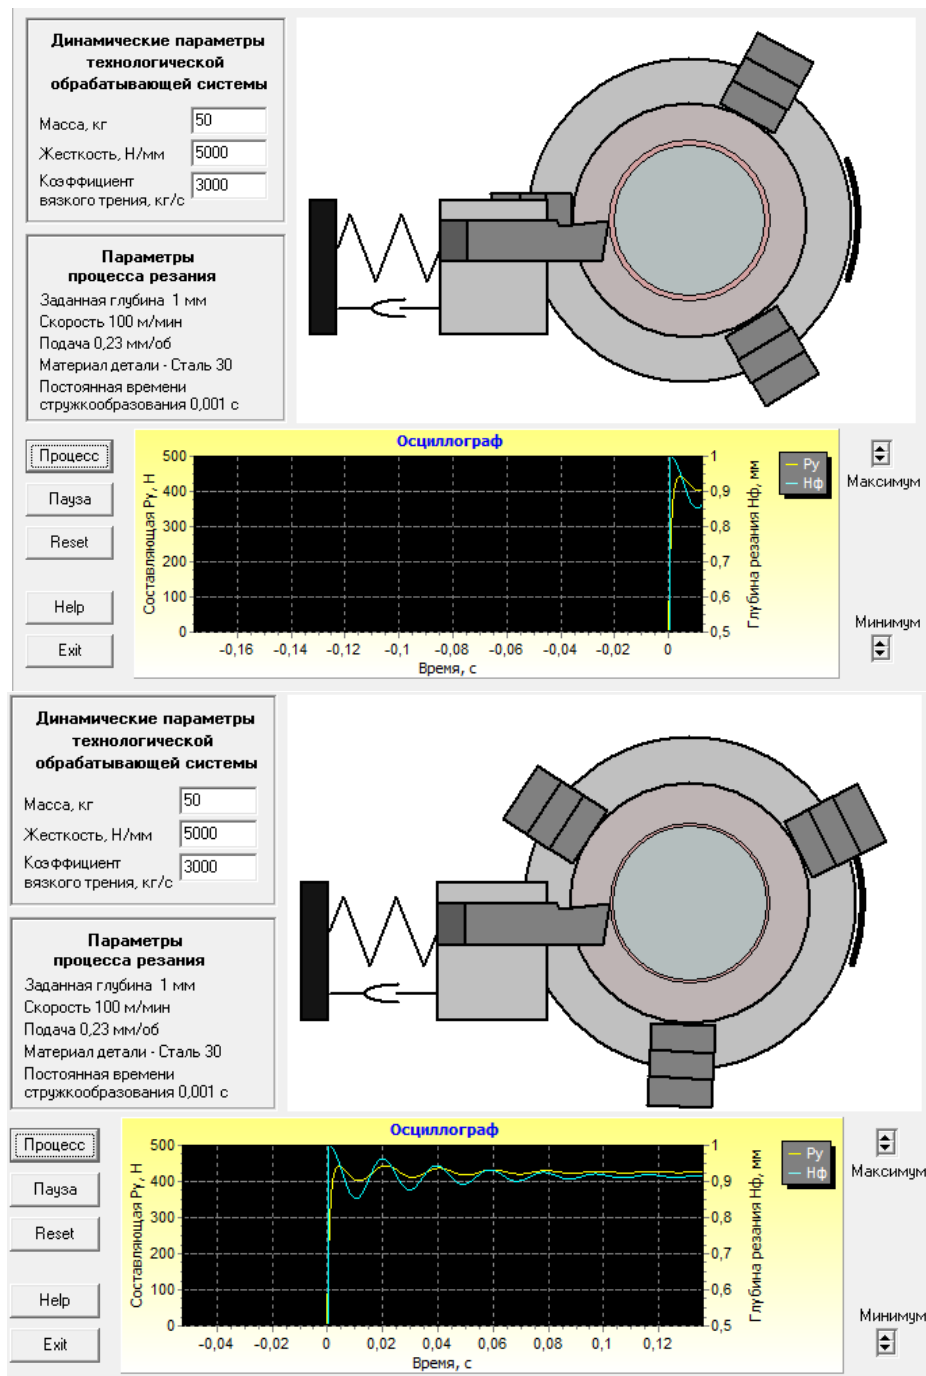 Динамические параметры
технологической
обрабатывающей системы
Масса, кг
50
Жесткость, Н/мм
5000
Коэффициент
вязкого трения, кг/с
3000
Параметры
процесса резания
Заданная глубина 1 мм
Скорость 100 м/мин
Подача 0,23 мм/об
Материал детали - Сталь 30
Постоянная времени
стружкообразования 0,001 с
Процесс
Пауза
Reset
Help
Exit
Осциллограф
Составляющая Py, Н
500
400
300
200
100
0
-0,16 -0,14 -0,12 -0,1 -0,08 -0,06 -0,04 -0,02 0
Время, с
1
0,9
0,8
0,7
0,6
0,5
Глубина резания Нф, мм
Py
Нф
Максимум
Минимум
Динамические параметры
технологической
обрабатывающей системы
Масса, кг
50
Жесткость, Н/мм
5000
Коэффициент
вязкого трения, кг/с
3000
Параметры
процесса резания
Заданная глубина 1 мм
Скорость 100 м/мин
Подача 0,23 мм/об
Материал детали - Сталь 30
Постоянная времени
стружкообразования 0,001 с
Процесс
Пауза
Reset
Help
Exit
Осциллограф
Составляющая Py, Н
500
400
300
200
100
0
-0,04 -0,02 0 0,02 0,04 0,06 0,08 0,1 0,12
Время, с
1
0,9
0,8
0,7
0,6
0,5
Глубина резания Нф, мм
Py
Нф
Максимум
Минимум